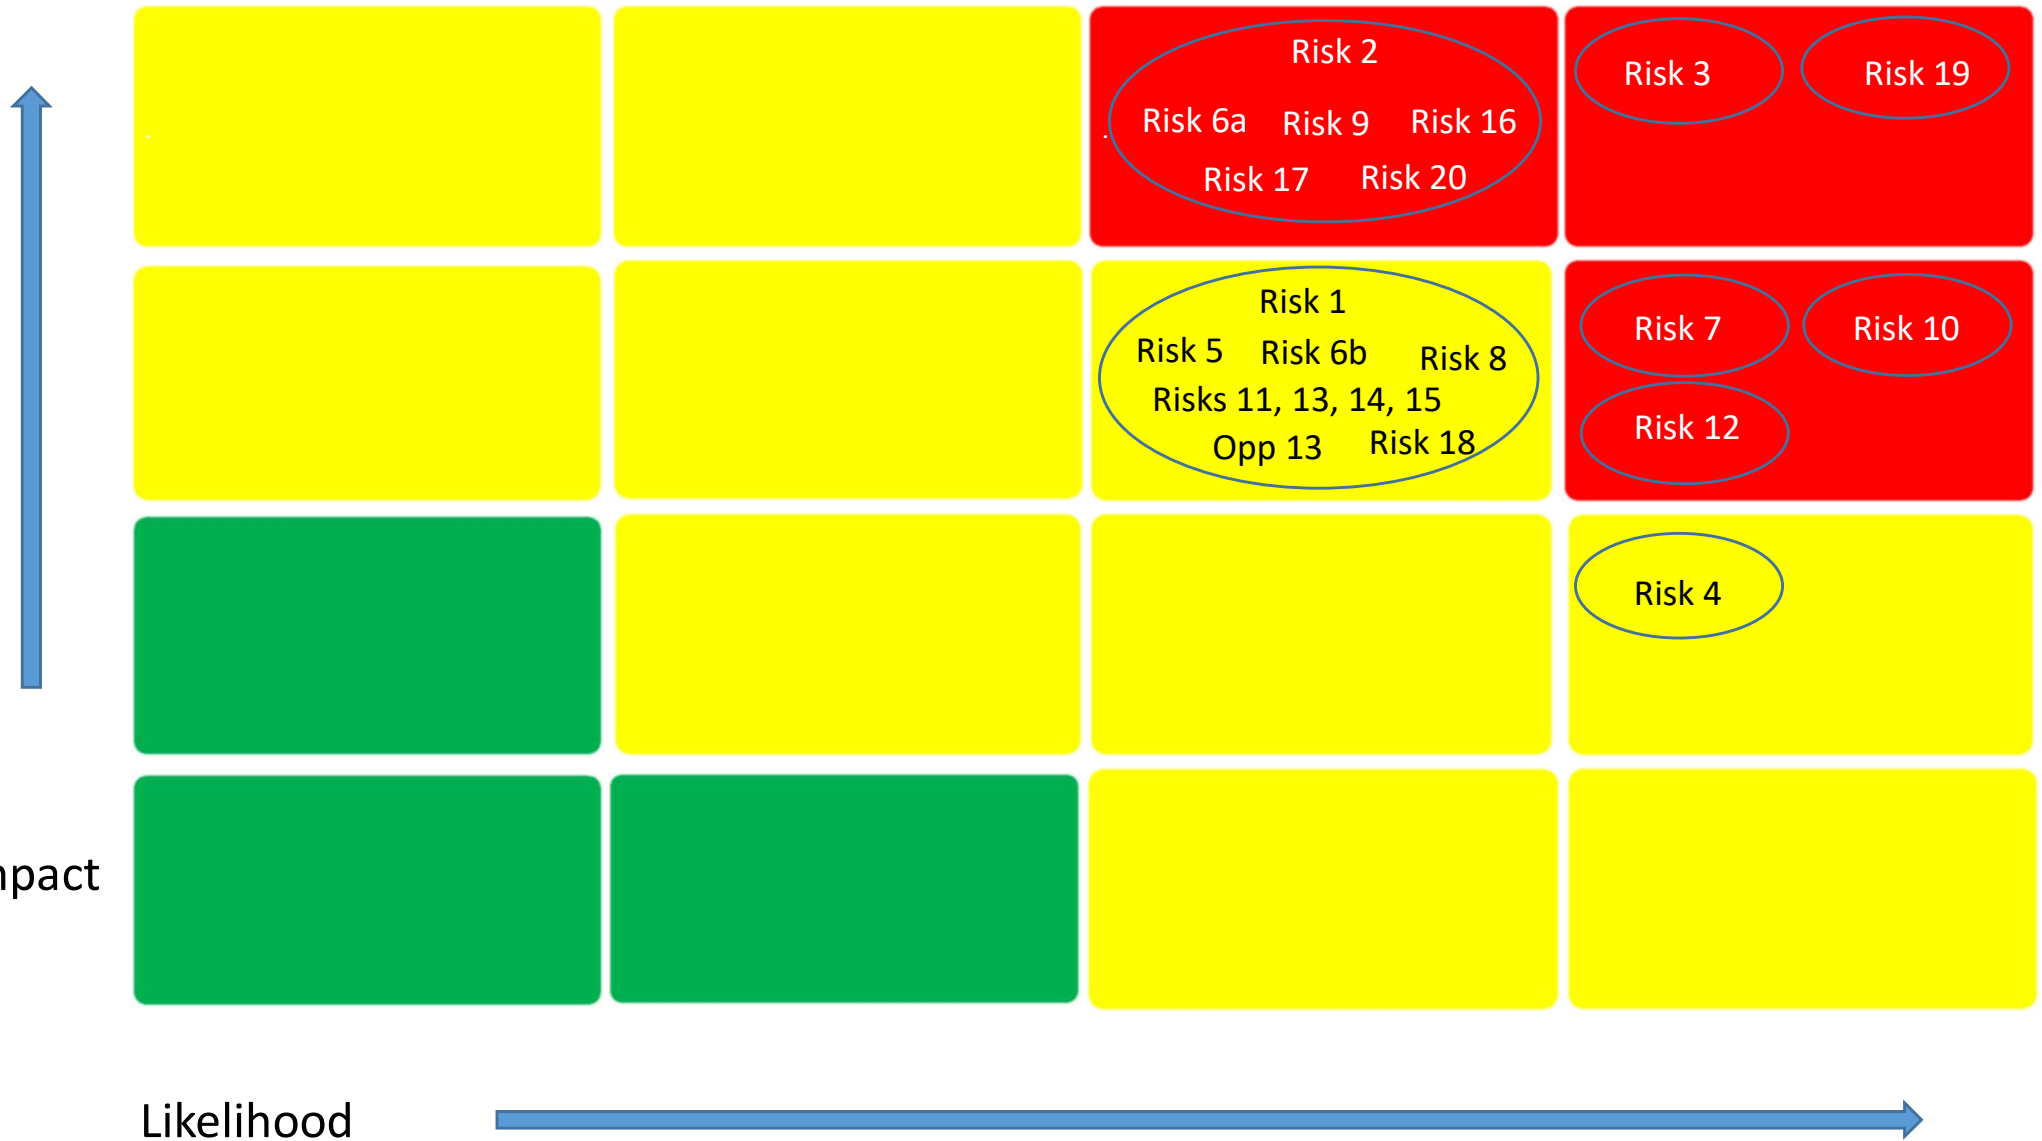 Risk 2
Risk 6a Risk 9 Risk 16
Risk 17 Risk 20
Risk 3 Risk 19
Risk 1
Risk 5 Risk 6b Risk 8
Risks 11, 13, 14, 15
Opp 13 Risk 18
Risk 7 Risk 10
Risk 12
Risk 4
npact
Likelihood